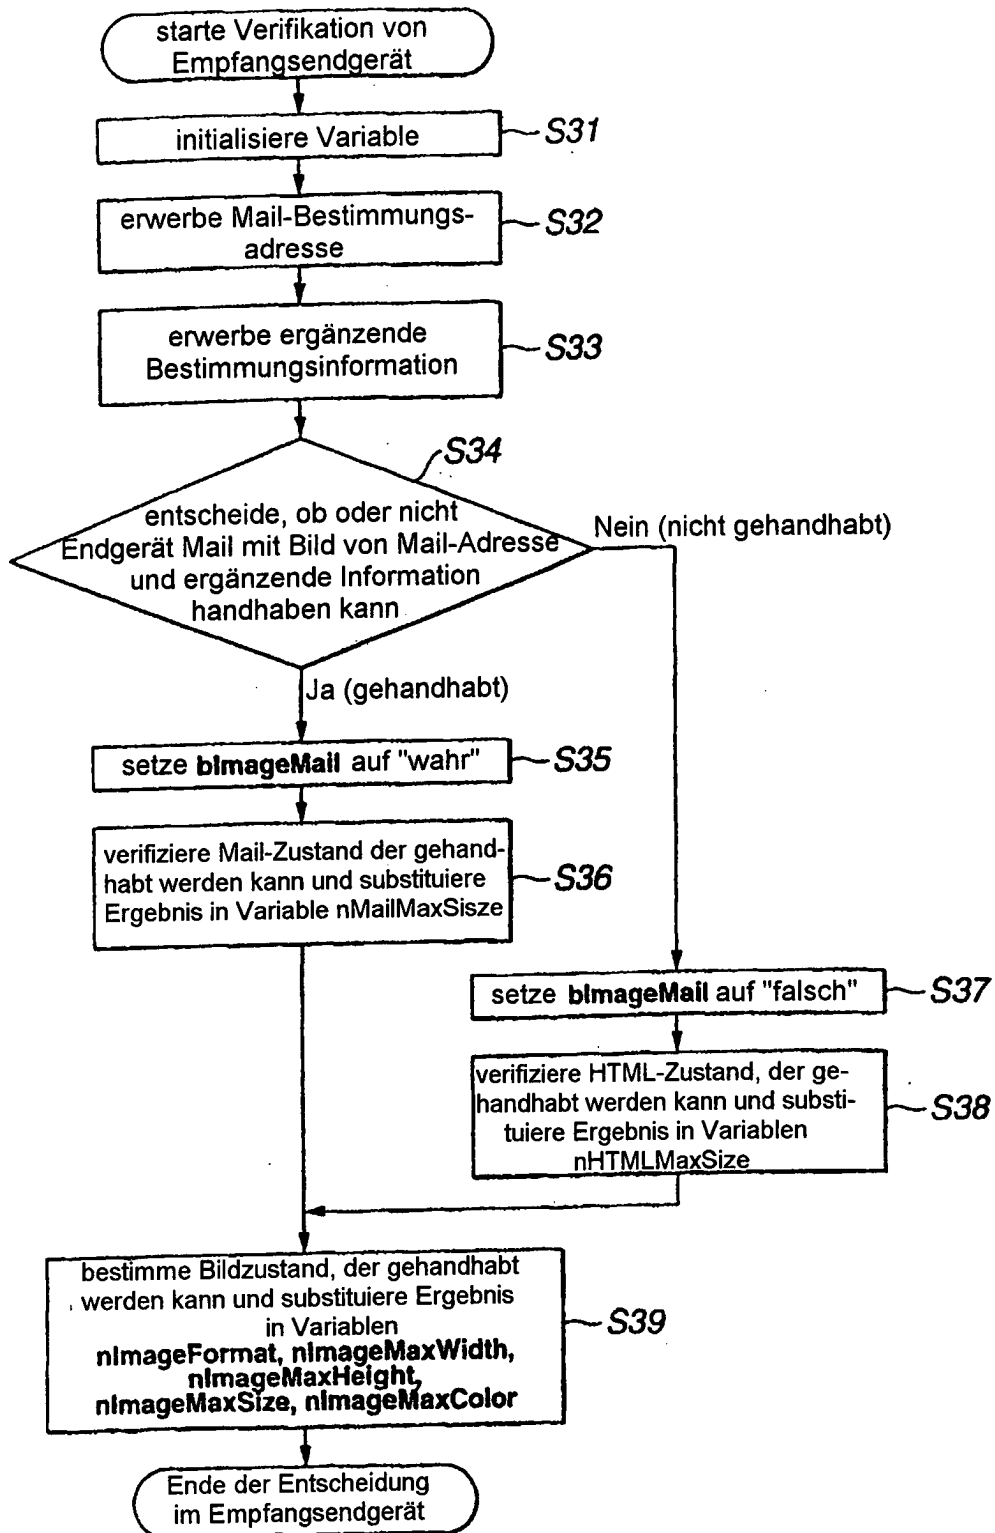 starte Verifikation von
Empfangsendgerät
initialisiere Variable
S31
erwerbe Mail-Bestimmungs-
adresse
S32
erwerbe ergänzende
Bestimmungsinformation
S33
S34
entscheide, ob oder nicht
Endgerät Mail mit Bild von Mail-Adresse
und ergänzende Information
handhaben kann
Nein (nicht gehandhabt)
Ja (gehandhabt)
setze bImageMail auf "wahr"
S35
verifiziere Mail-Zustand der gehand-
habt werden kann und substituiere
Ergebnis in Variable nMailMaxSisze
S36
setze bImageMail auf "falsch"
S37
verifiziere HTML-Zustand, der ge-
handhabt werden kann und substi-
tuiere Ergebnis in Variablen
nHTMLMaxSize
S38
bestimme Bildzustand, der gehandhabt
werden kann und substituiere Ergebnis
in Variablen
nImageFormat, nImageMaxWidth,
nImageMaxHeight,
nImageMaxSize, nImageMaxColor
S39
Ende der Entscheidung
im Empfangsendgerät